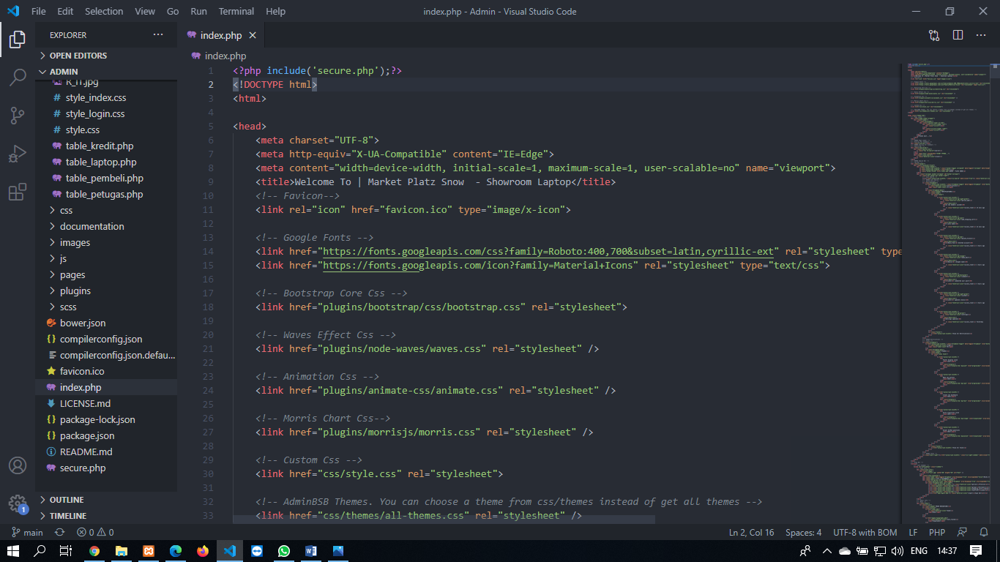 File Edit Selection View Go Run Terminal Help
index.php - Admin - Visual Studio Code
EXPLORER
OPEN EDITORS
ADMIN
R_IT.jpg
style_index.css
style_login.css
style.css
table_kredit.php
table_laptop.php
table_pembeli.php
table_petugas.php
css
documentation
images
js
pages
plugins
scss
bower.json
compilerconfig.json
compilerconfig.json.defau...
favicon.ico
index.php
LICENSE.md
package-lock.json
package.json
README.md
secure.php
OUTLINE
TIMELINE
index.php
index.php
1 <?php include('secure.php');?>
2 <!DOCTYPE html>
3 <html>
4
5 <head>
6 <meta charset="UTF-8">
7 <meta http-equiv="X-UA-Compatible" content="IE=Edge">
8 <meta content="width=device-width, initial-scale=1, maximum-scale=1, user-scalable=no" name="viewport">
9 <title>Welcome To | Market Platz Snow  - Showroom Laptop</title>
10 <!-- Favicon-->
11 <link rel="icon" href="favicon.ico" type="image/x-icon">
12
13 <!-- Google Fonts -->
14 <link href="https://fonts.googleapis.com/css?family=Roboto:400,700&subset=latin,cyrillic-ext" rel="stylesheet" type
15 <link href="https://fonts.googleapis.com/icon?family=Material+Icons" rel="stylesheet" type="text/css">
16
17 <!-- Bootstrap Core Css -->
18 <link href="plugins/bootstrap/css/bootstrap.css" rel="stylesheet">
19
20 <!-- Waves Effect Css -->
21 <link href="plugins/node-waves/waves.css" rel="stylesheet" />
22
23 <!-- Animation Css -->
24 <link href="plugins/animate-css/animate.css" rel="stylesheet" />
25
26 <!-- Morris Chart Css-->
27 <link href="plugins/morrisjs/morris.css" rel="stylesheet" />
28
29 <!-- Custom Css -->
30 <link href="css/style.css" rel="stylesheet">
31
32 <!-- AdminBSB Themes. You can choose a theme from css/themes instead of get all themes -->
33 <link href="css/themes/all-themes.css" rel="stylesheet" />
1
main 0 0 Ln 2, Col 16 Spaces: 4 UTF-8 with BOM LF PHP
ENG 14:37